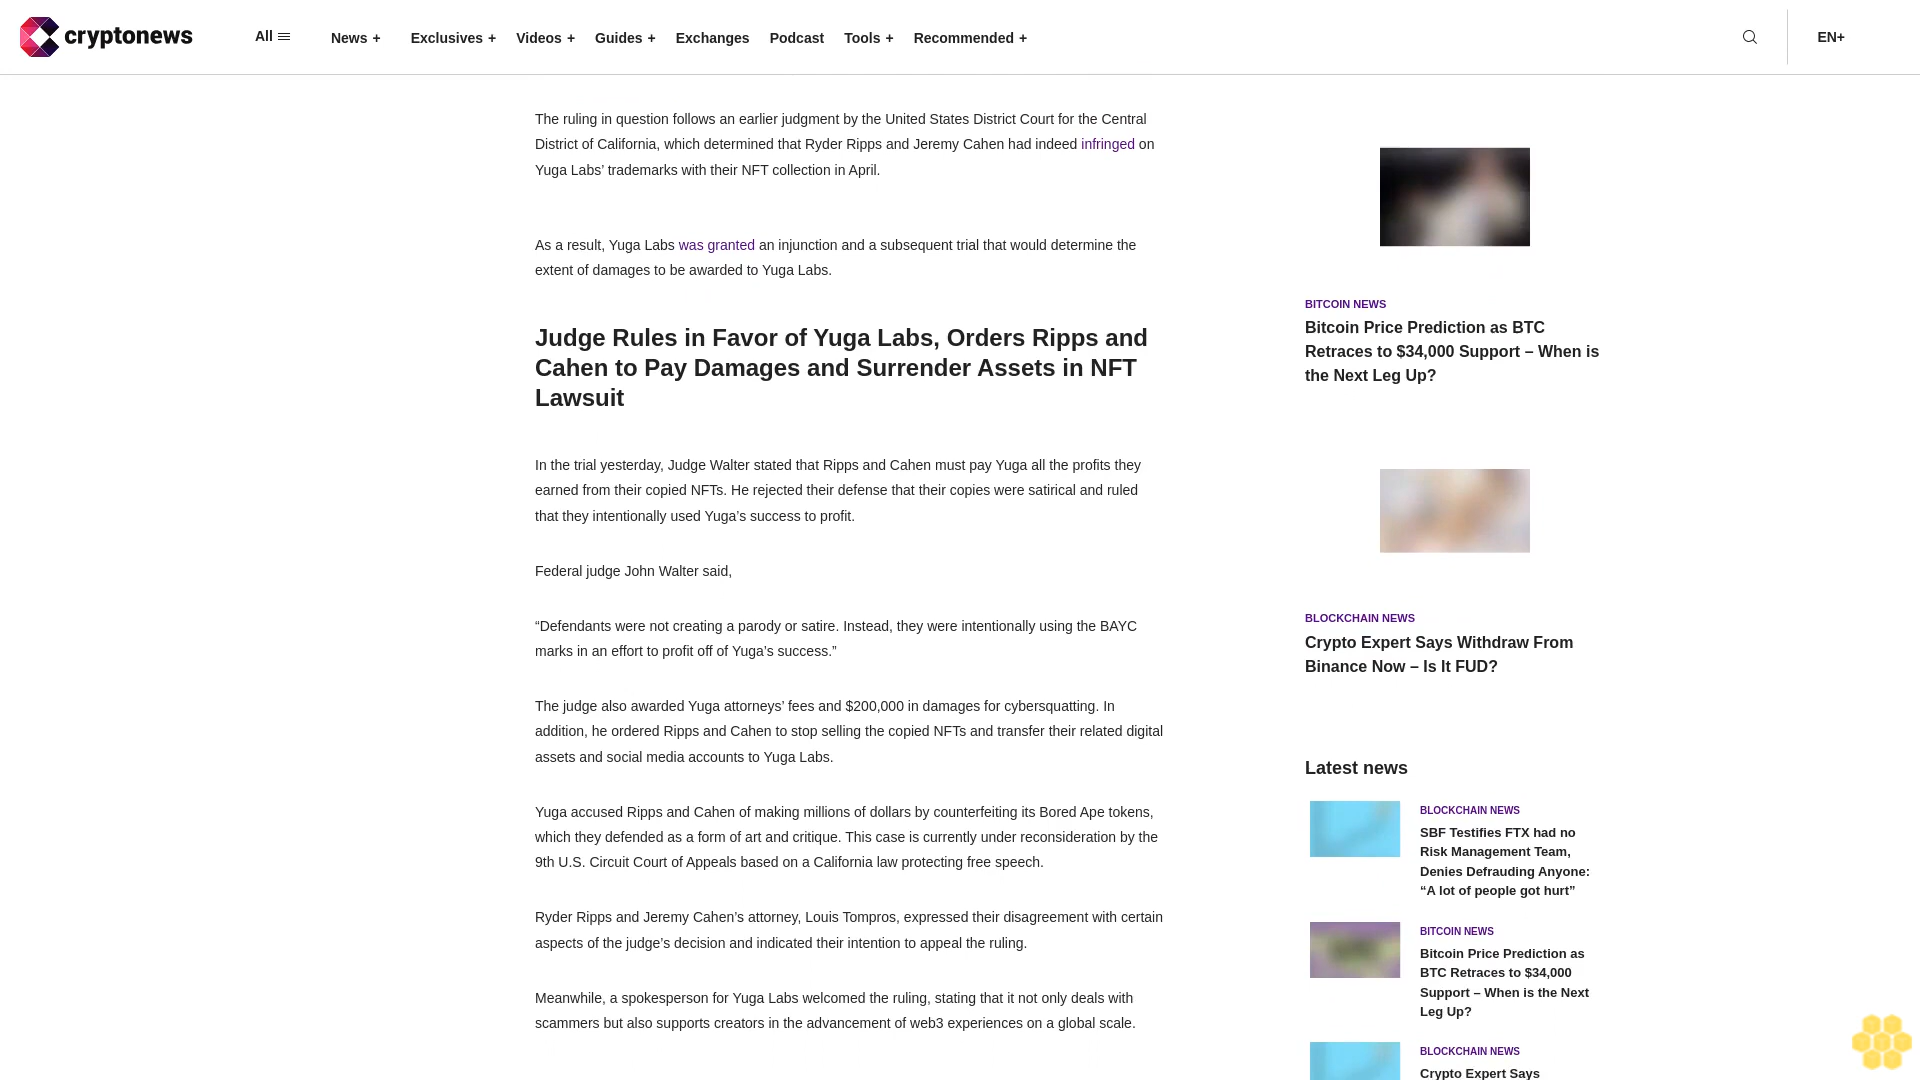 cryptonews
All
News +
Exclusives +
Videos +
Guides +
Exchanges
Podcast
Tools +
Recommended +
EN+
The ruling in question follows an earlier judgment by the United States District Court for the Central
District of California, which determined that Ryder Ripps and Jeremy Cahen had indeed infringed on
Yuga Labs’ trademarks with their NFT collection in April.
As a result, Yuga Labs was granted an injunction and a subsequent trial that would determine the
extent of damages to be awarded to Yuga Labs.
Judge Rules in Favor of Yuga Labs, Orders Ripps and
Cahen to Pay Damages and Surrender Assets in NFT
Lawsuit
In the trial yesterday, Judge Walter stated that Ripps and Cahen must pay Yuga all the profits they
earned from their copied NFTs. He rejected their defense that their copies were satirical and ruled
that they intentionally used Yuga’s success to profit.
Federal judge John Walter said,
“Defendants were not creating a parody or satire. Instead, they were intentionally using the BAYC
marks in an effort to profit off of Yuga’s success.”
The judge also awarded Yuga attorneys’ fees and $200,000 in damages for cybersquatting. In
addition, he ordered Ripps and Cahen to stop selling the copied NFTs and transfer their related digital
assets and social media accounts to Yuga Labs.
Yuga accused Ripps and Cahen of making millions of dollars by counterfeiting its Bored Ape tokens,
which they defended as a form of art and critique. This case is currently under reconsideration by the
9th U.S. Circuit Court of Appeals based on a California law protecting free speech.
Ryder Ripps and Jeremy Cahen’s attorney, Louis Tompros, expressed their disagreement with certain
aspects of the judge’s decision and indicated their intention to appeal the ruling.
Meanwhile, a spokesperson for Yuga Labs welcomed the ruling, stating that it not only deals with
scammers but also supports creators in the advancement of web3 experiences on a global scale.
BITCOIN NEWS
Bitcoin Price Prediction as BTC
Retraces to $34,000 Support – When is
the Next Leg Up?
BLOCKCHAIN NEWS
Crypto Expert Says Withdraw From
Binance Now – Is It FUD?
Latest news
BLOCKCHAIN NEWS
SBF Testifies FTX had no
Risk Management Team,
Denies Defrauding Anyone:
“A lot of people got hurt”
BITCOIN NEWS
Bitcoin Price Prediction as
BTC Retraces to $34,000
Support – When is the Next
Leg Up?
BLOCKCHAIN NEWS
Crypto Expert Says